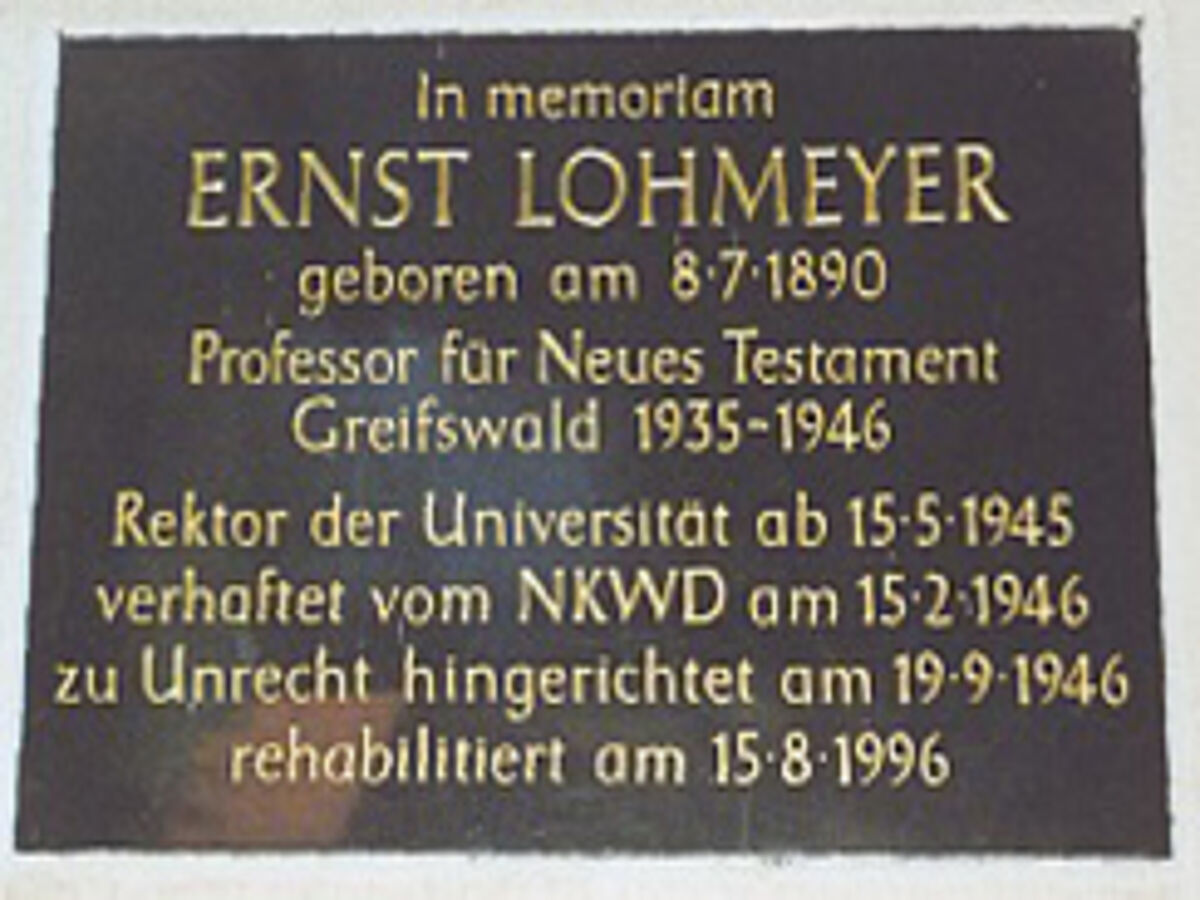 In memoriam
ERNST LOHMEYER
geboren am 8·7·1890
Professor für Neues Testament
Greifswald 1935-1946
Rektor der Universität ab 15·5·1945
verhaftet vom NKWD am 15·2·1946
zu Unrecht hingerichtet am 19·9·1946
rehabilitiert am 15·8·1996